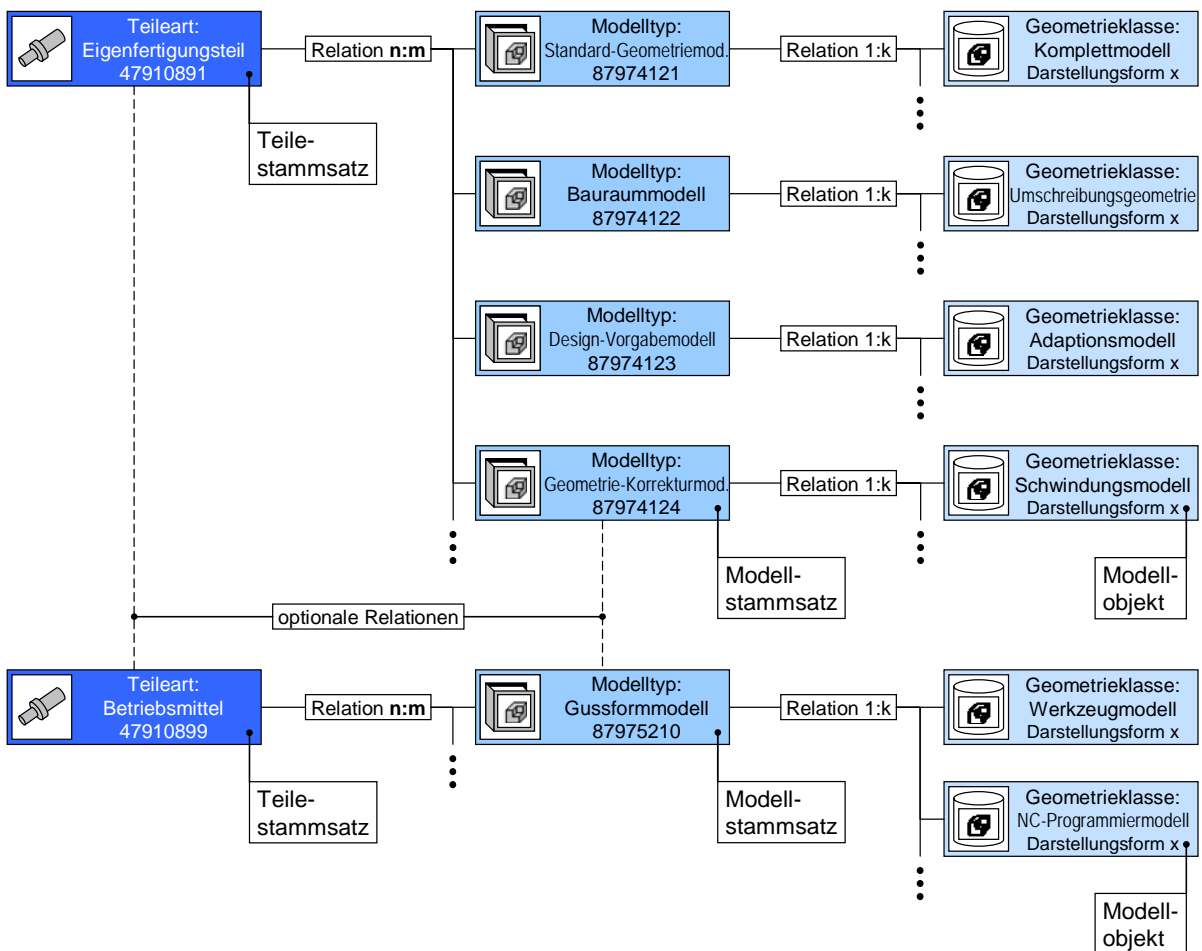 Teileart:
Eigenfertigungsteil
47910891
Relation n:m
Modelltyp:
Standard-Geometriemod.
87974121
Relation 1:k
Geometrieklasse:
Komplettmodell
Darstellungsform x
Teile-
stammsatz
Modelltyp:
Bauraummodell
87974122
Relation 1:k
Geometrieklasse:
Umschreibungsgeometrie
Darstellungsform x
Modelltyp:
Design-Vorgabemodell
87974123
Relation 1:k
Geometrieklasse:
Adaptionsmodell
Darstellungsform x
Modelltyp:
Geometrie-Korrekturmod.
87974124
Relation 1:k
Geometrieklasse:
Schwindungsmodell
Darstellungsform x
Modell-
stammsatz
Modell-
objekt
optionale Relationen
Teileart:
Betriebsmittel
47910899
Relation n:m
Modelltyp:
Gussformmodell
87975210
Relation 1:k
Geometrieklasse:
Werkzeugmodell
Darstellungsform x
Teile-
stammsatz
Modell-
stammsatz
Geometrieklasse:
NC-Programmiermodell
Darstellungsform x
Modell-
objekt